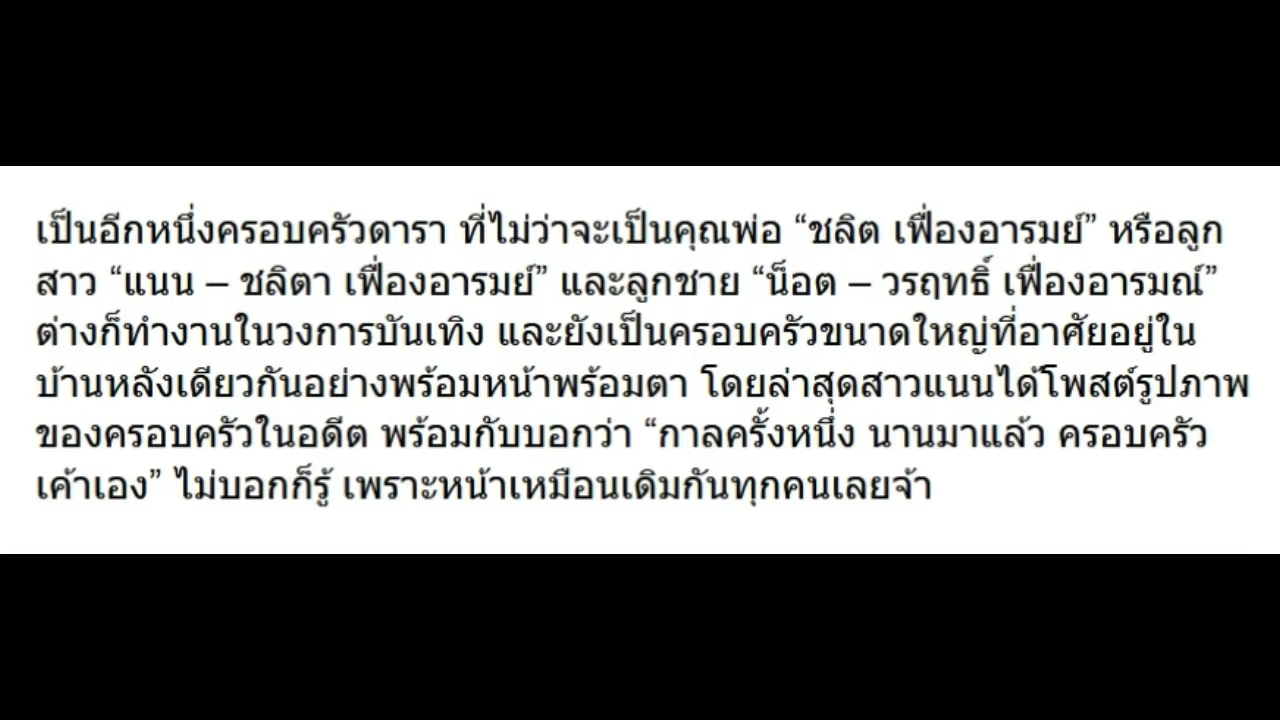 เป็นอีกหนึ่งครอบครัวดารา ที่ไม่ว่าจะเป็นคุณพ่อ “ชลิต เฟื่องอารมย์” หรือลูก
สาว “แนน – ชลิตา เฟื่องอารมย์” และลูกชาย “น็อต – วรฤทธิ์ เฟื่องอารมณ์”
ต่างก็ทำงานในวงการบันเทิง และยังเป็นครอบครัวขนาดใหญ่ที่อาศัยอยู่ใน
บ้านหลังเดียวกันอย่างพร้อมหน้าพร้อมตา โดยล่าสุดสาวแนนได้โพสต์รูปภาพ
ของครอบครัวในอดีต พร้อมกับบอกว่า “กาลครั้งหนึ่ง นานมาแล้ว ครอบครัว
เค้าเอง” ไม่บอกก็รู้ เพราะหน้าเหมือนเดิมกันทุกคนเลยจ้า